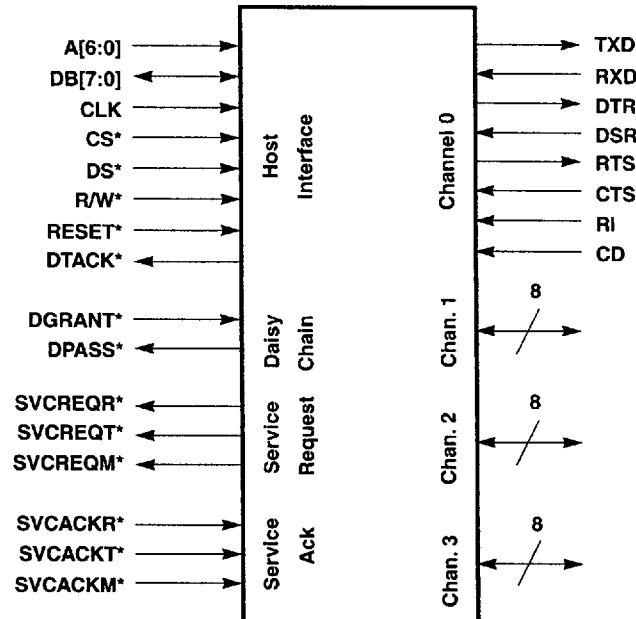 A[6:0]
DB[7:0]
CLK
CS*
DS*
R/W*
RESET*
DTACK*
DGRANT*
DPASS*
SVCREQR*
SVCREQT*
SVCREQM*
SVCACKR*
SVCACKT*
SVCACKM*
Host
Interface
Daisy
Chain
Service
Request
Service
Ack
Channel 0
Chan. 1
Chan. 2
Chan. 3
TXD
RXD
DTR
DSR
RTS
CTS
RI
CD
8
8
8